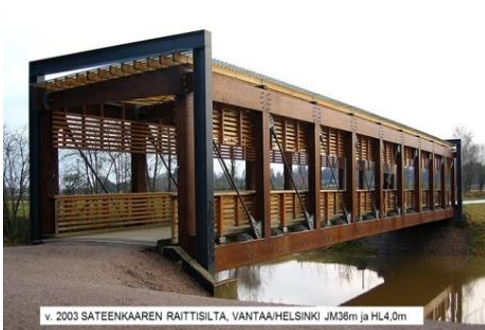 v. 2003 SATEENKAAREN RAITTISILTA, VANTAA/HELSINKI JM36m ja HL4,0m